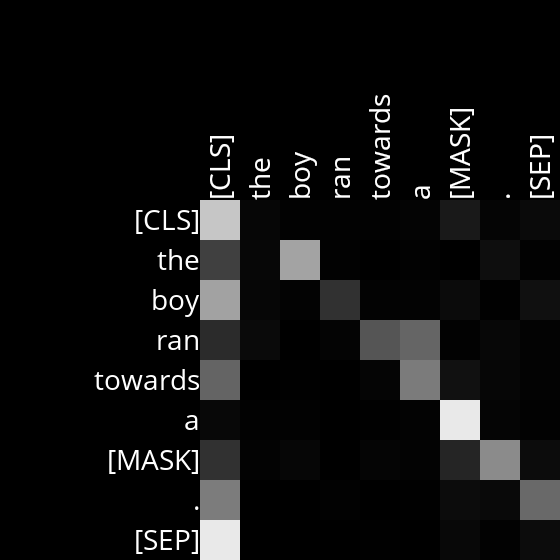 [CLS]
the
boy
ran
towards
a
[MASK]
.
[SEP]
[CLS]
the
boy
ran
towards
a
[MASK]
.
[SEP]